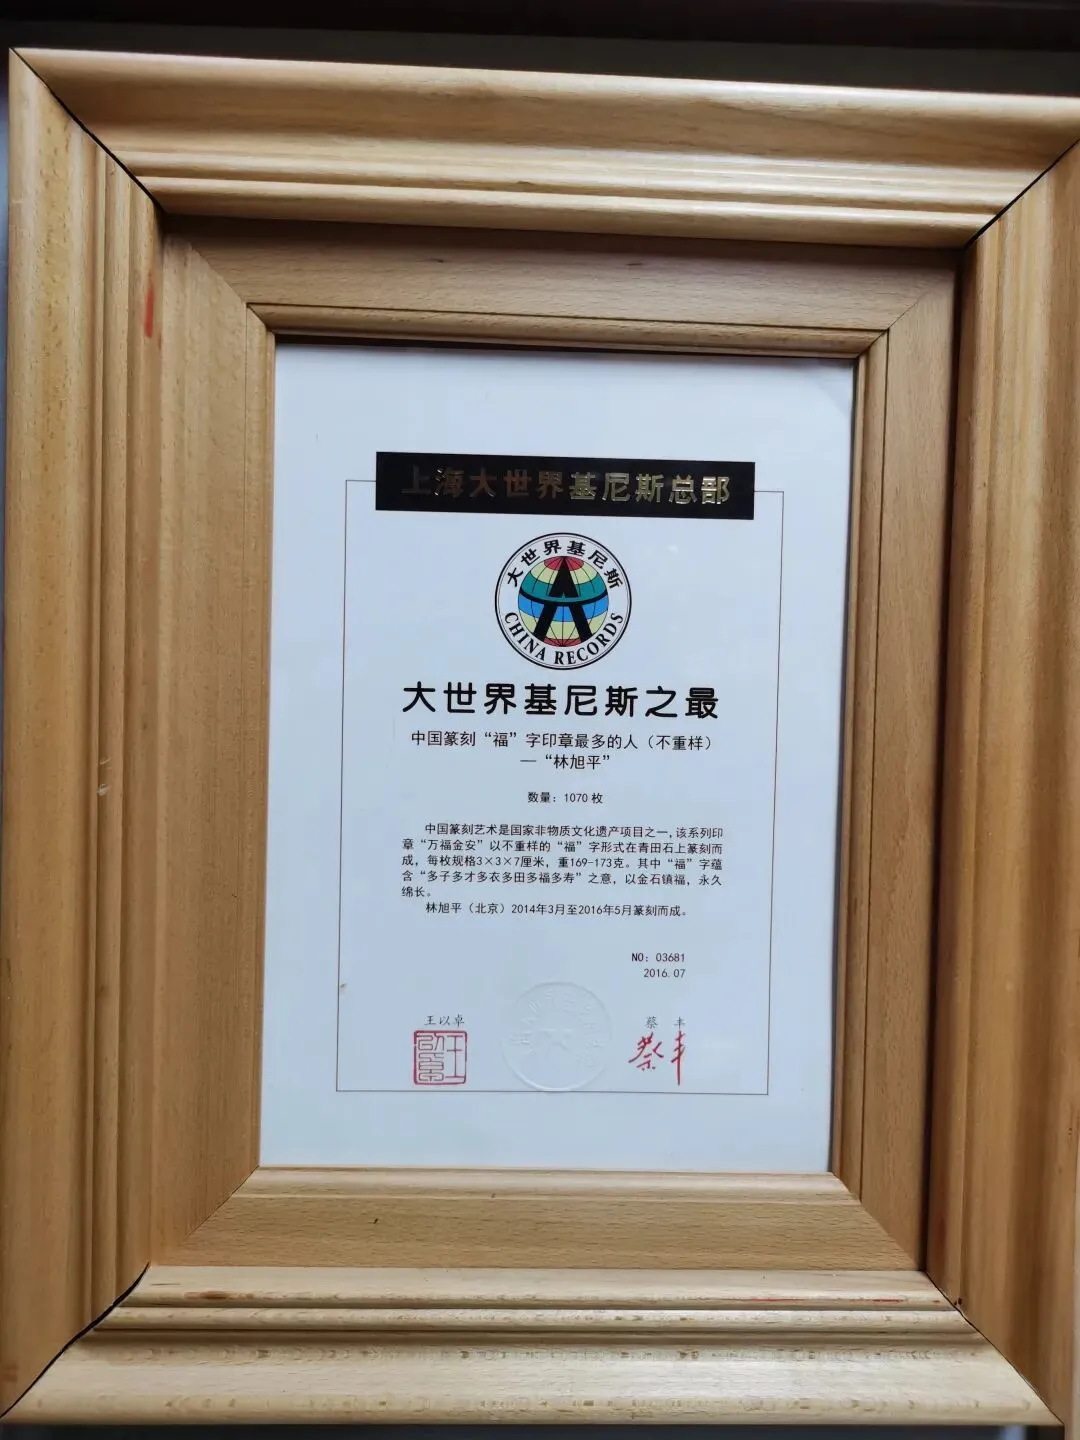 上海大世界基尼斯总部
大世界基尼斯
CHINA RECORDS
大世界基尼斯之最
中国篆刻“福”字印章最多的人（不重样）
—“林旭平”
数量：1070 枚
中国篆刻艺术是国家非物质文化遗产项目之一,该系列印
章“万福金安”以不重样的“福”字形式在青田石上篆刻而
成，每枚规格3×3×7厘米，重169-173克。其中“福”字蕴
含“多子多才多衣多田多福多寿”之意，以金石镇福，永久
绵长。
林旭平（北京）2014年3月至2016年5月篆刻而成。
NO：03681
2016.07
王以卓
蔡 丰
蔡丰